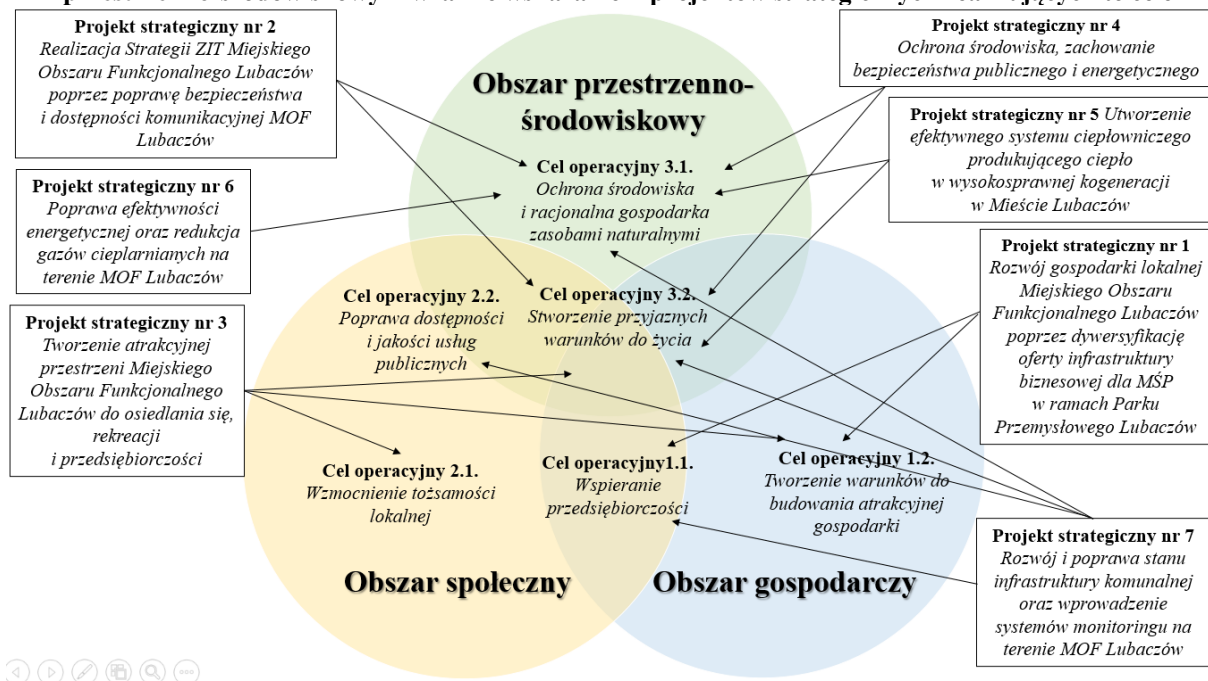 Projekt strategiczny nr 2
Realizacja Strategii ZIT Miejskiego
Obszaru Funkcjonalnego Lubaczów
poprzez poprawę bezpieczeństwa
i dostępności komunikacyjnej MOF
Lubaczów
Projekt strategiczny nr 6
Poprawa efektywności
energetycznej oraz redukcja
gazów cieplarnianych na
terenie MOF Lubaczów
Projekt strategiczny nr 3
Tworzenie atrakcyjnej
przestrzeni Miejskiego
Obszaru Funkcjonalnego
Lubaczów do osiedlania się,
rekreacji
i przedsiębiorczości
Obszar przestrzenno-
środowiskowy
Cel operacyjny 3.1.
Ochrona środowiska
i racjonalna gospodarka
zasobami naturalnymi
Cel operacyjny 2.2.
Poprawa dostępności
i jakości usług
publicznych
Cel operacyjny 3.2.
Stworzenie przyjaznych
warunków do życia
Cel operacyjny 2.1.
Wzmocnienie tożsamości
lokalnej
Cel operacyjny1.1.
Wspieranie
przedsiębiorczości
Cel operacyjny 1.2.
Tworzenie warunków do
budowania atrakcyjnej
gospodarki
Obszar społeczny
Obszar gospodarczy
Projekt strategiczny nr 4
Ochrona środowiska, zachowanie
bezpieczeństwa publicznego i energetycznego
Projekt strategiczny nr 5 Utworzenie
efektywnego systemu ciepłowniczego
produkującego ciepło
w wysokosprawnej kogeneracji
w Mieście Lubaczów
Projekt strategiczny nr 1
Rozwój gospodarki lokalnej
Miejskiego Obszaru
Funkcjonalnego Lubaczów
poprzez dywersyfikację
oferty infrastruktury
biznesowej dla MŚP
w ramach Parku
Przemysłowego Lubaczów
Projekt strategiczny nr 7
Rozwój i poprawa stanu
infrastruktury komunalnej
oraz wprowadzenie
systemów monitoringu na
terenie MOF Lubaczów